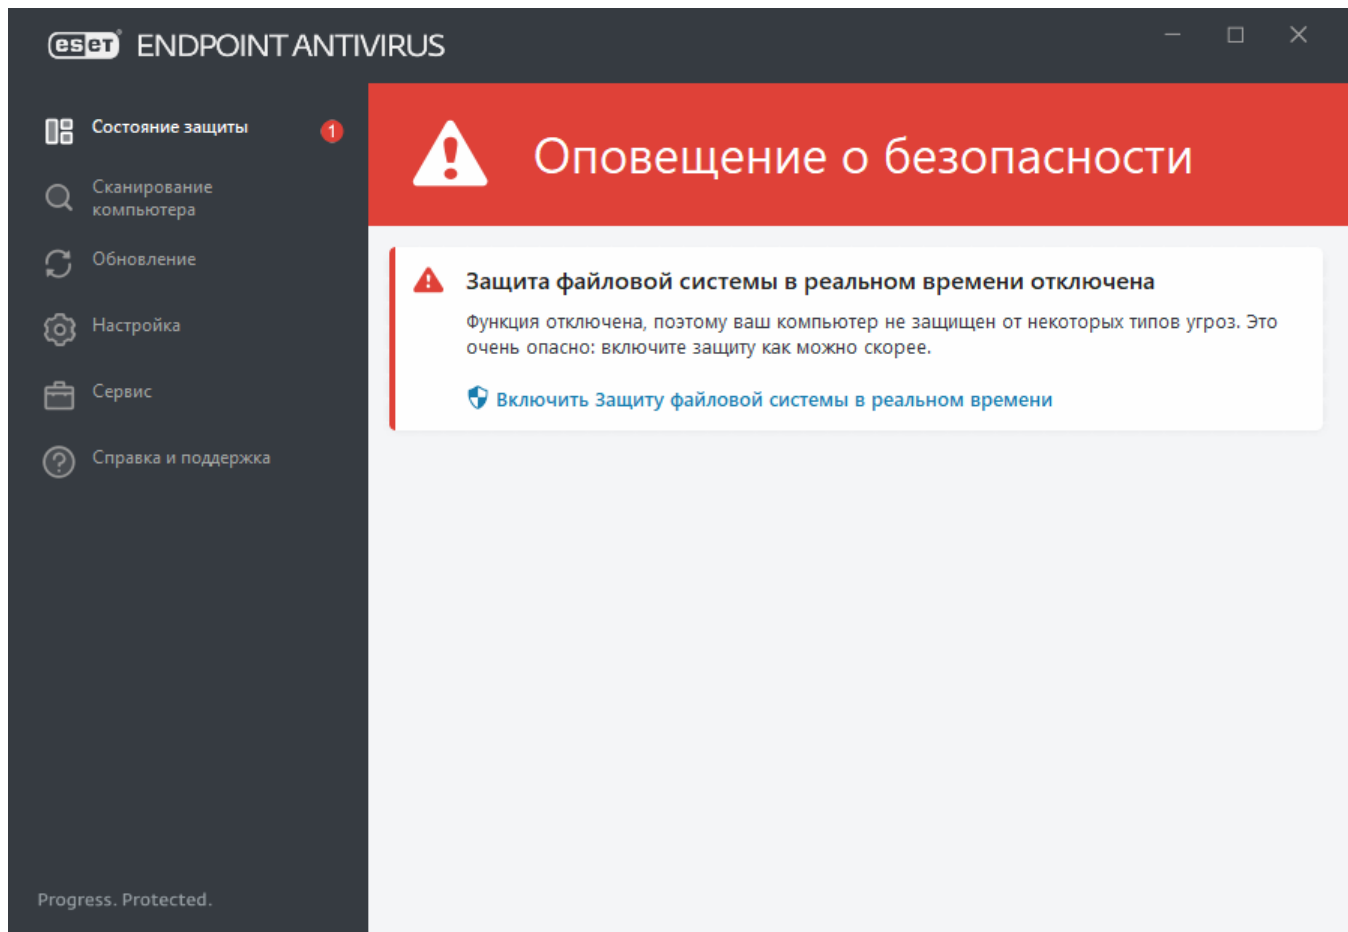 eset ENDPOINT ANTIVIRUS
Состояние защиты
1
Сканирование
компьютера
Обновление
Настройка
Сервис
Справка и поддержка
Progress. Protected.
Оповещение о безопасности
Защита файловой системы в реальном времени отключена
Функция отключена, поэтому ваш компьютер не защищен от некоторых типов угроз. Это
очень опасно: включите защиту как можно скорее.
Включить Защиту файловой системы в реальном времени